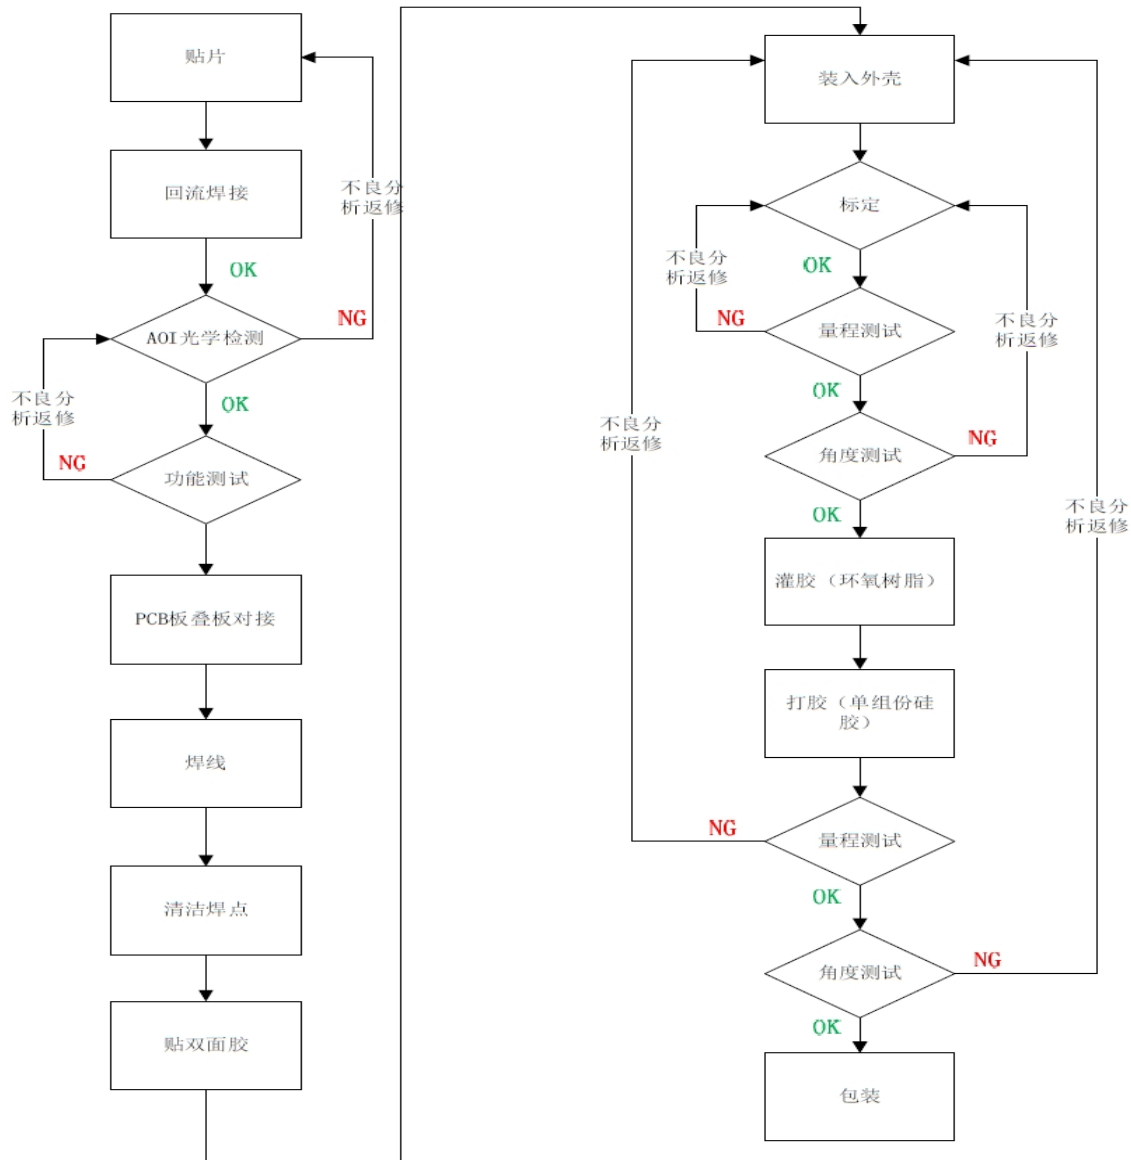 贴片
回流焊接
不良分
析返修
OK
AOI光学检测
NG
OK
不良分
析返修
NG
功能测试
PCB板叠板对接
焊线
清洁焊点
贴双面胶
装入外壳
标定
不良分
析返修
OK
NG
量程测试
不良分
析返修
OK
角度测试
NG
不良分
析返修
OK
不良分
析返修
灌胶（环氧树脂）
打胶（单组份硅
胶）
NG
量程测试
OK
角度测试
NG
OK
包装